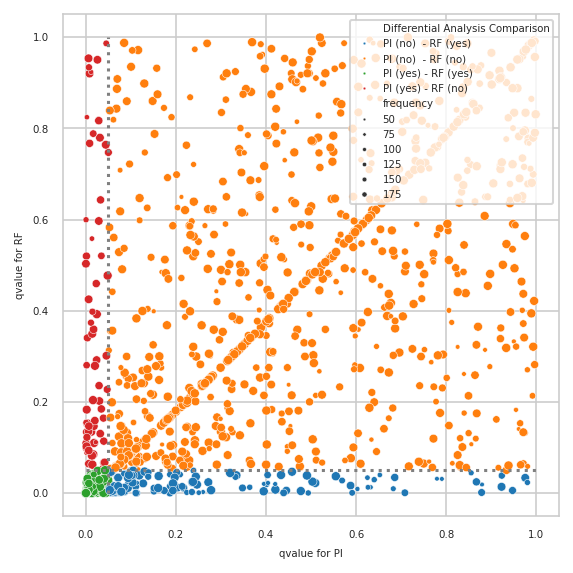 Differential Analysis Comparison
PI (no) - RF (yes)
PI (no) - RF (no)
PI (yes) - RF (yes)
PI (yes) - RF (no)
frequency
50
75
100
125
150
175
1.0
0.8
0.6
0.4
0.2
0.0
qvalue for RF
0.0 0.2 0.4 0.6 0.8 1.0
qvalue for PI